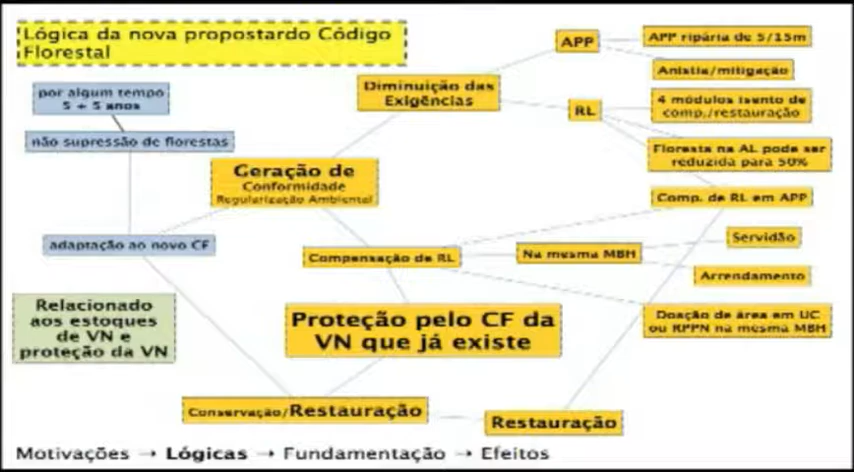 Lógica da nova propostardo Código
Florestal
por algum tempo
5 + 5 anos
não supressão de florestas
Geração de
Conformidade
Regularização Ambiental
adaptação ao novo CF
Relacionado
aos estoques
de VN e
proteção da VN
Diminuição das
Exigências
APP
APP ripária de 5/15m
Anistia/mitigação
RL
4 módulos isento de
comp./restauração
Floresta na AL pode ser
reduzida para 50%
Comp. de RL em APP
Compensação de RL
Na mesma MBH
Servidão
Arrendamento
Doação de área em UC
ou RPPN na mesma MBH
Proteção pelo CF da
VN que já existe
Conservação/Restauração
Restauração
Motivações → Lógicas → Fundamentação → Efeitos